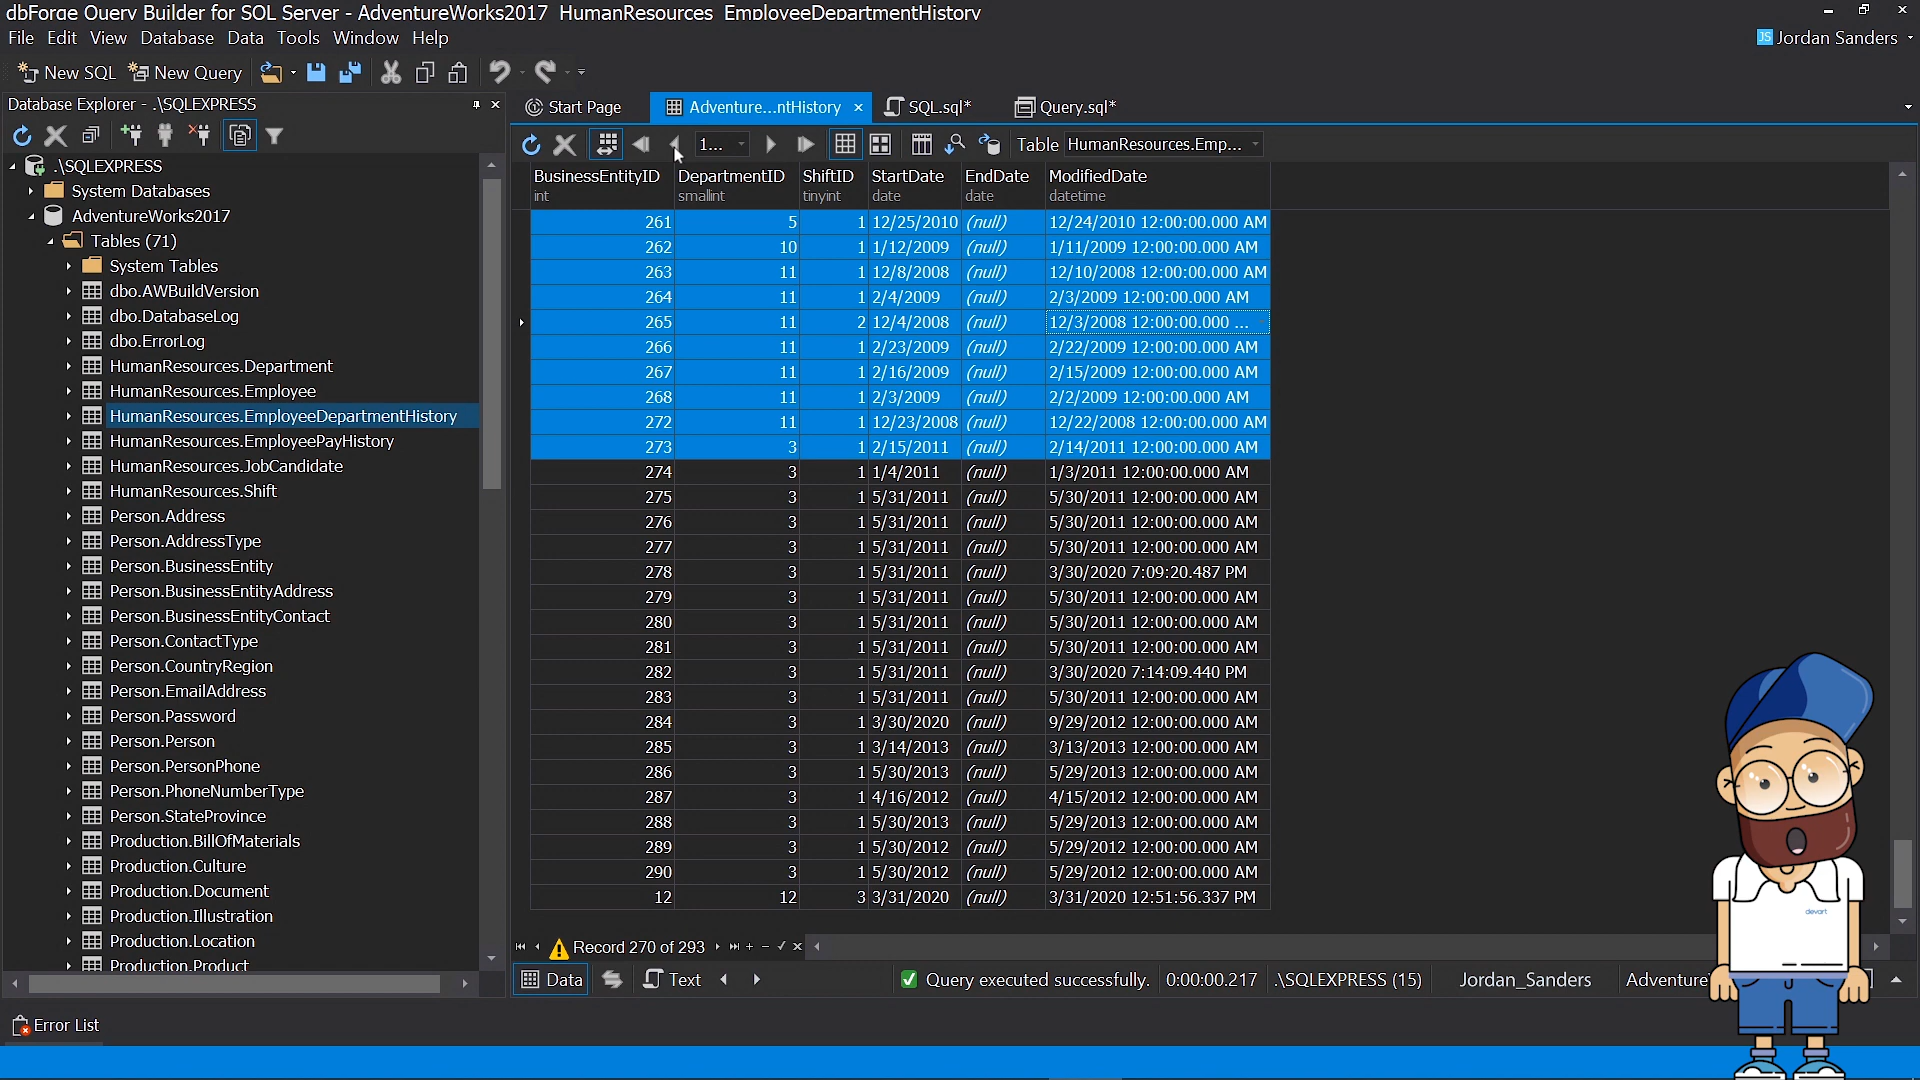 dbForge Query Builder for SQL Server - AdventureWorks2017_HumanResources_EmployeeDepartmentHistory
File Edit View Database Data Tools Window Help
JS Jordan Sanders
New SQL New Query
Database Explorer - .\SQLEXPRESS
Start Page Adventure...ntHistory SQL.sql* Query.sql*
1... Table HumanResources.Emp...
.\SQLEXPRESS
System Databases
AdventureWorks2017
Tables (71)
System Tables
dbo.AWBuildVersion
dbo.DatabaseLog
dbo.ErrorLog
HumanResources.Department
HumanResources.Employee
HumanResources.EmployeeDepartmentHistory
HumanResources.EmployeePayHistory
HumanResources.JobCandidate
HumanResources.Shift
Person.Address
Person.AddressType
Person.BusinessEntity
Person.BusinessEntityAddress
Person.BusinessEntityContact
Person.ContactType
Person.CountryRegion
Person.EmailAddress
Person.Password
Person.Person
Person.PersonPhone
Person.PhoneNumberType
Person.StateProvince
Production.BillOfMaterials
Production.Culture
Production.Document
Production.Illustration
Production.Location
Production.Product
BusinessEntityID DepartmentID ShiftID StartDate EndDate ModifiedDate
int smallint tinyint date date datetime
261 5 1 12/25/2010 (null) 12/24/2010 12:00:00.000 AM
262 10 1 1/12/2009 (null) 1/11/2009 12:00:00.000 AM
263 11 1 12/8/2008 (null) 12/10/2008 12:00:00.000 AM
264 11 1 2/4/2009 (null) 2/3/2009 12:00:00.000 AM
265 11 2 12/4/2008 (null) 12/3/2008 12:00:00.000 ...
266 11 1 2/23/2009 (null) 2/22/2009 12:00:00.000 AM
267 11 1 2/16/2009 (null) 2/15/2009 12:00:00.000 AM
268 11 1 2/3/2009 (null) 2/2/2009 12:00:00.000 AM
272 11 1 12/23/2008 (null) 12/22/2008 12:00:00.000 AM
273 3 1 2/15/2011 (null) 2/14/2011 12:00:00.000 AM
274 3 1 1/4/2011 (null) 1/3/2011 12:00:00.000 AM
275 3 1 5/31/2011 (null) 5/30/2011 12:00:00.000 AM
276 3 1 5/31/2011 (null) 5/30/2011 12:00:00.000 AM
277 3 1 5/31/2011 (null) 5/30/2011 12:00:00.000 AM
278 3 1 5/31/2011 (null) 3/30/2020 7:09:20.487 PM
279 3 1 5/31/2011 (null) 5/30/2011 12:00:00.000 AM
280 3 1 5/31/2011 (null) 5/30/2011 12:00:00.000 AM
281 3 1 5/31/2011 (null) 5/30/2011 12:00:00.000 AM
282 3 1 5/31/2011 (null) 3/30/2020 7:14:09.440 PM
283 3 1 5/31/2011 (null) 5/30/2011 12:00:00.000 AM
284 3 1 3/30/2020 (null) 9/29/2012 12:00:00.000 AM
285 3 1 3/14/2013 (null) 3/13/2013 12:00:00.000 AM
286 3 1 5/30/2013 (null) 5/29/2013 12:00:00.000 AM
287 3 1 4/16/2012 (null) 4/15/2012 12:00:00.000 AM
288 3 1 5/30/2013 (null) 5/29/2013 12:00:00.000 AM
289 3 1 5/30/2012 (null) 5/29/2012 12:00:00.000 AM
290 3 1 5/30/2012 (null) 5/29/2012 12:00:00.000 AM
12 12 3 3/31/2020 (null) 3/31/2020 12:51:56.337 PM
Record 270 of 293
Data Text Query executed successfully. 0:00:00.217 .\SQLEXPRESS (15) Jordan_Sanders Adventure
Error List
devart